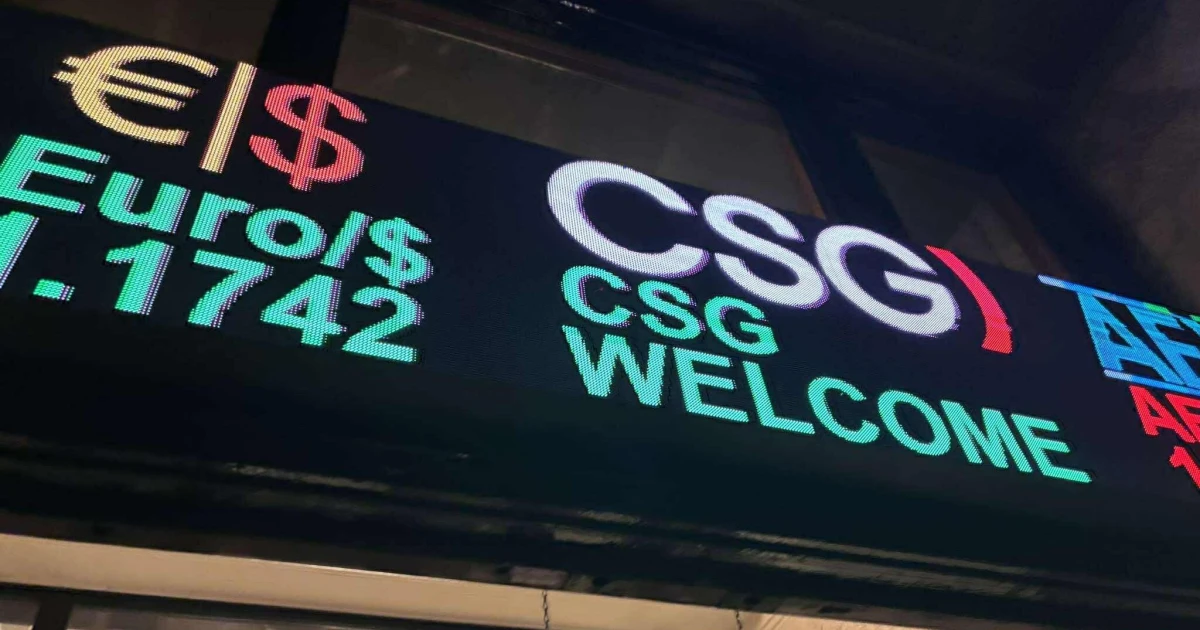 €|$
Euro/$
1.1742
CSG)
CSG
WELCOME